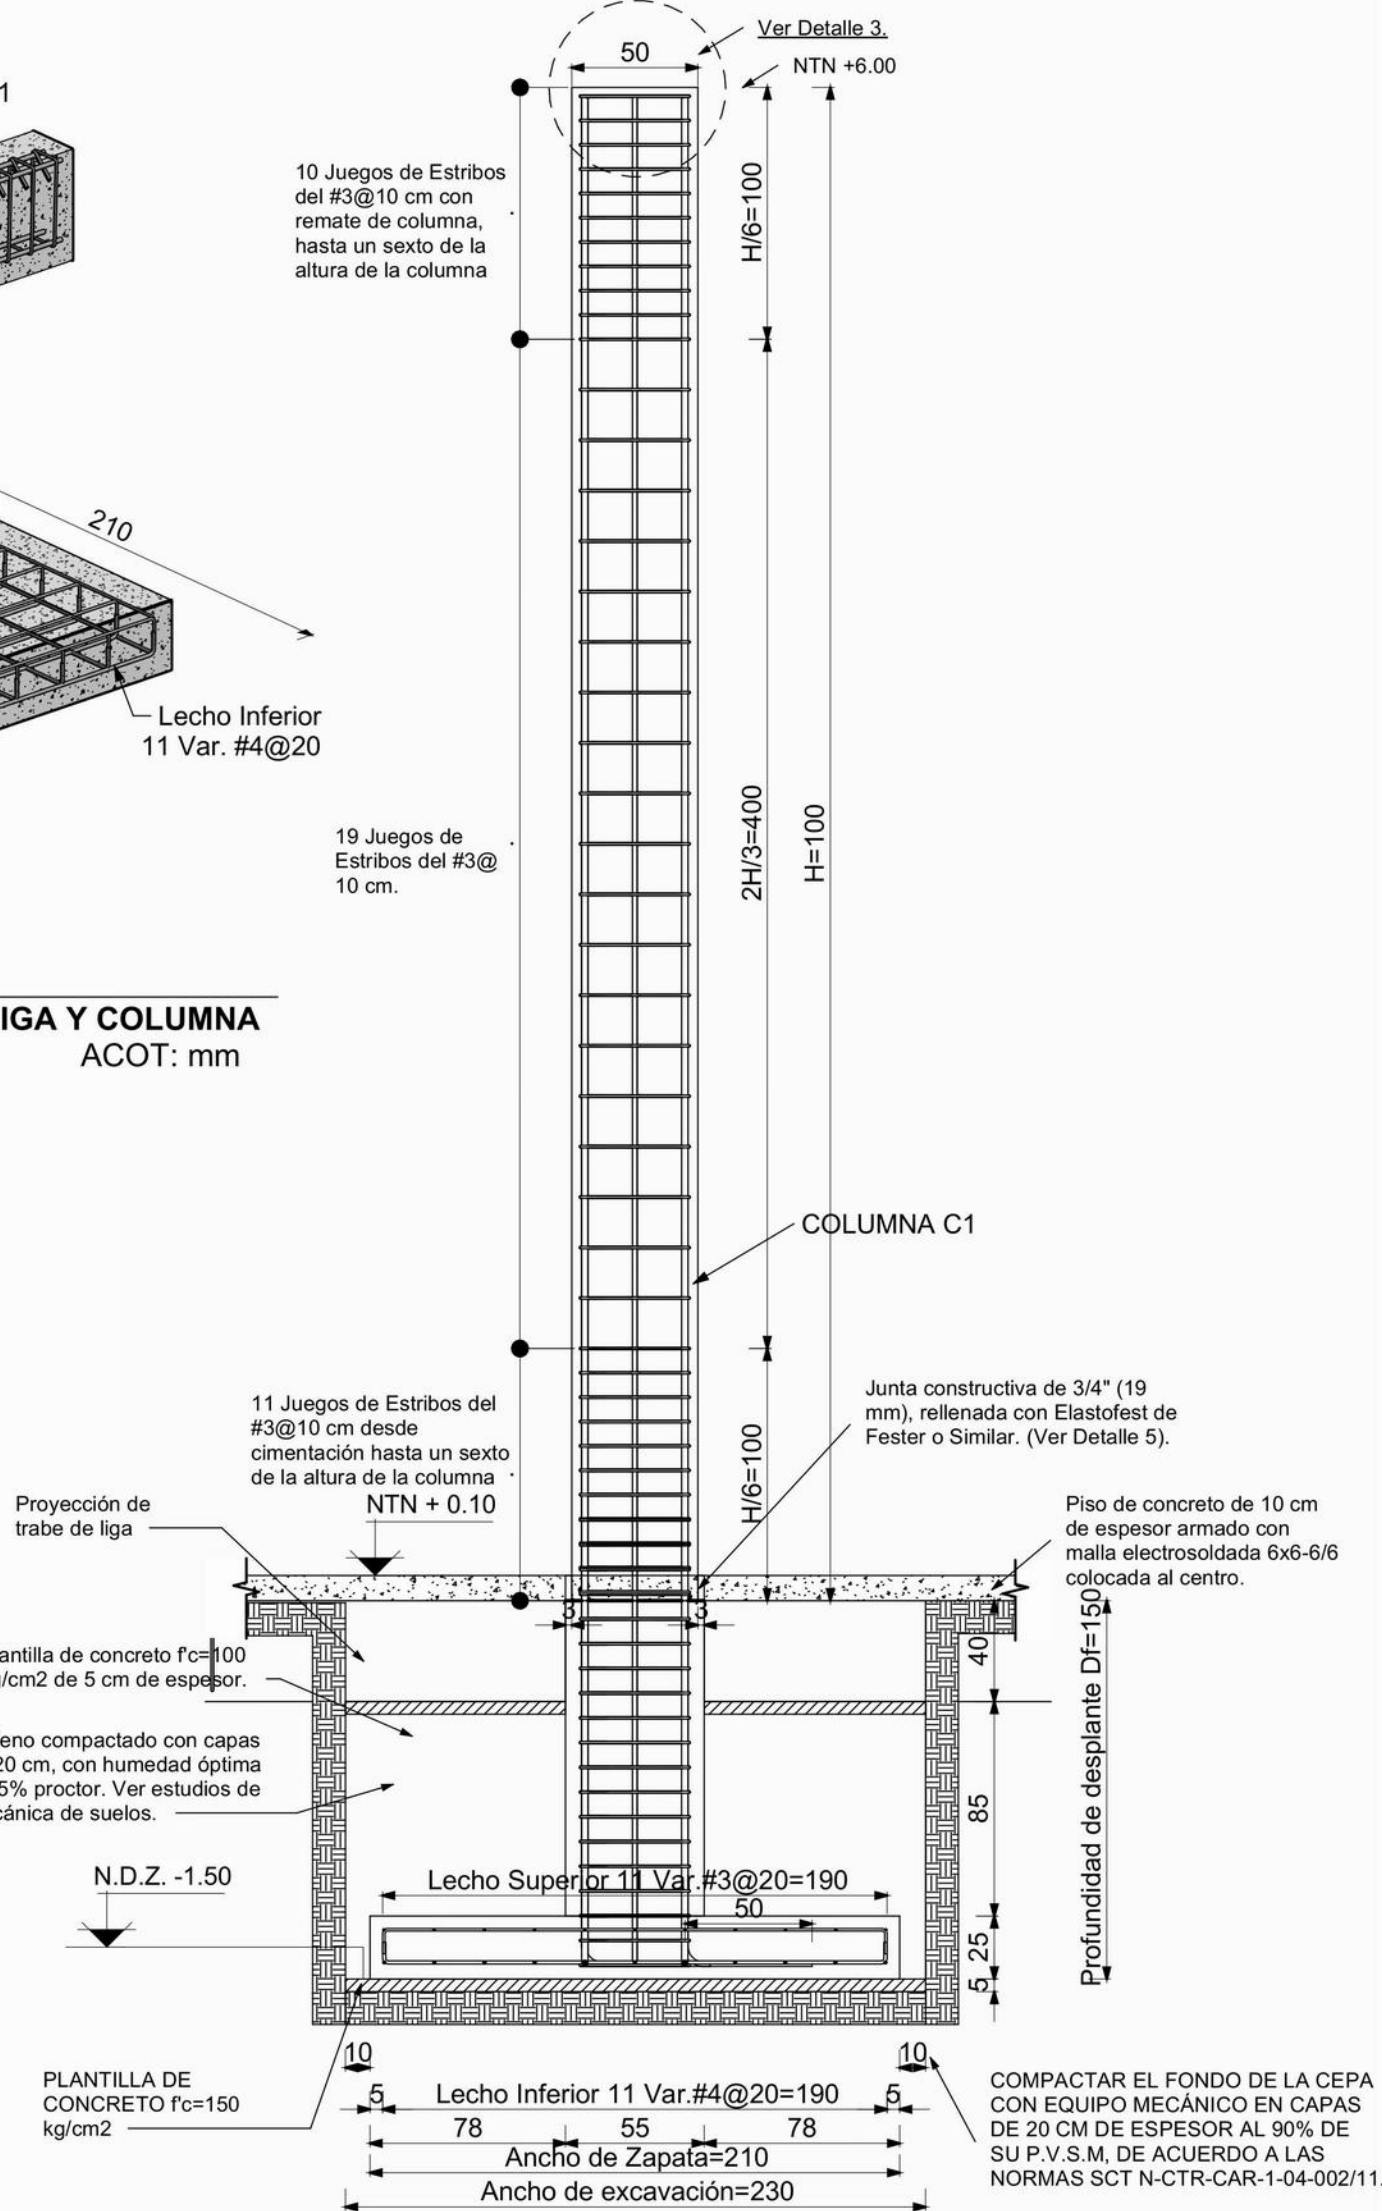 Ver Detalle 3.
50
NTN +6.00
1
10 Juegos de Estribos
del #3@10 cm con
remate de columna,
hasta un sexto de la
altura de la columna
H/6=100
210
Lecho Inferior
11 Var. #4@20
19 Juegos de
Estribos del #3@
10 cm.
2H/3=400
H=100
IGA Y COLUMNA
ACOT: mm
COLUMNA C1
11 Juegos de Estribos del
#3@10 cm desde
cimentación hasta un sexto
de la altura de la columna
H/6=100
Junta constructiva de 3/4" (19
mm), rellenada con Elastofest de
Fester o Similar. (Ver Detalle 5).
NTN + 0.10
Proyección de
trabe de liga
Piso de concreto de 10 cm
de espesor armado con
malla electrosoldada 6x6-6/6
colocada al centro.
3
3
40
antilla de concreto f'c=100
/cm2 de 5 cm de espesor.
eno compactado con capas
20 cm, con humedad óptima
5% proctor. Ver estudios de
cánica de suelos.
85
Profundidad de desplante Df=150
N.D.Z. -1.50
Lecho Superior 11 Var.#3@20=190
50
25
5
10
10
PLANTILLA DE
CONCRETO f'c=150
kg/cm2
5
Lecho Inferior 11 Var.#4@20=190
5
78
55
78
Ancho de Zapata=210
Ancho de excavación=230
COMPACTAR EL FONDO DE LA CEPA
CON EQUIPO MECÁNICO EN CAPAS
DE 20 CM DE ESPESOR AL 90% DE
SU P.V.S.M, DE ACUERDO A LAS
NORMAS SCT N-CTR-CAR-1-04-002/11.